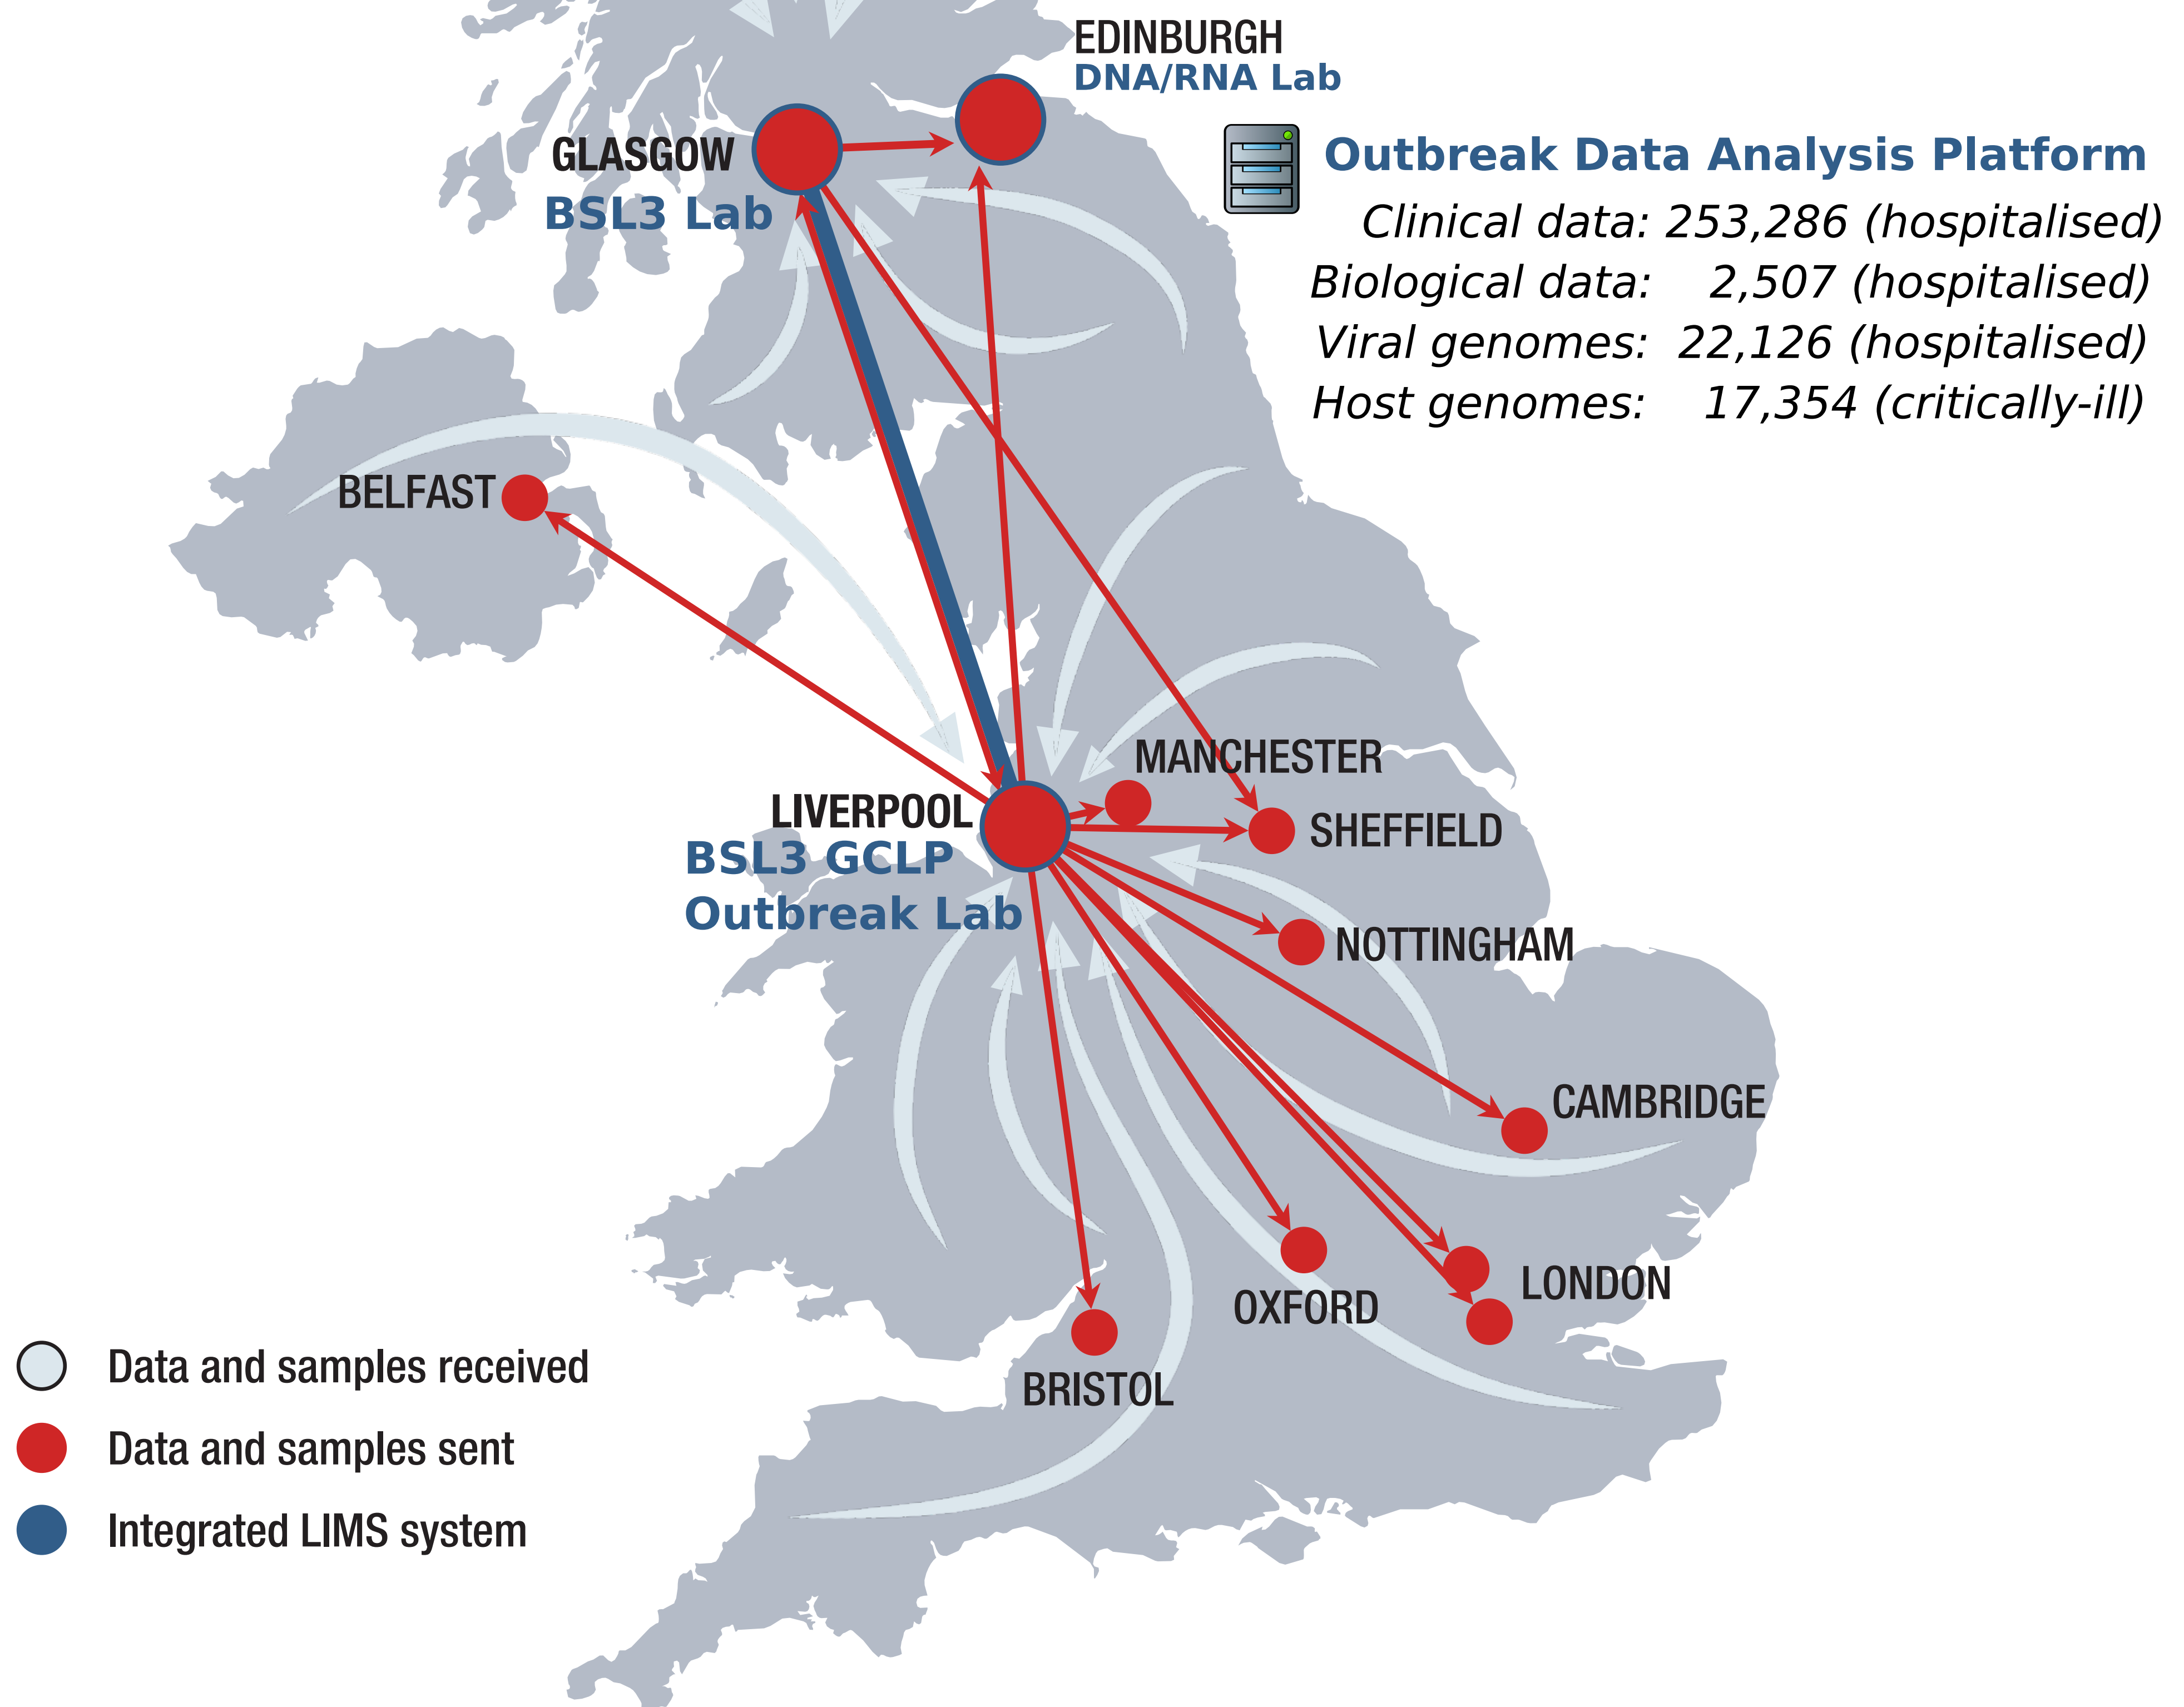 EDINBURGH
DNA/RNA Lab
GLASGOW
BSL3 Lab
Outbreak Data Analysis Platform
Clinical data: 253,286 (hospitalised)
Biological data: 2,507 (hospitalised)
Viral genomes: 22,126 (hospitalised)
Host genomes: 17,354 (critically-ill)
BELFAST
MANCHESTER
LIVERPOOL
BSL3 GCLP
Outbreak Lab
SHEFFIELD
NOTTINGHAM
CAMBRIDGE
LONDON
OXFORD
BRISTOL
Data and samples received
Data and samples sent
Integrated LIMS system